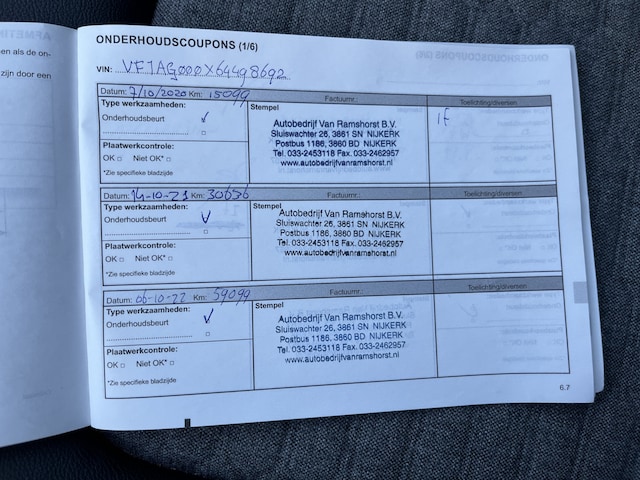 en als de on-
zijn door een
ONDERHOUDSCOUPONS (1/6)
VIN: VF1AG000X64498692
Datum: 7/10/2020 Km: 15099 Factuurnr.: Toelichting/diversen
Type werkzaamheden: Stempel
Onderhoudsbeurt ✓
Autobedrijf Van Ramshorst B.V.
Sluiswachter 26, 3861 SN NIJKERK
Postbus 1186, 3860 BD NIJKERK
Tel. 033-2453118 Fax. 033-2462957
www.autobedrijfvanramshorst.nl
Plaatwerkcontrole:
OK □ Niet OK* □
*Zie specifieke bladzijde
Datum: 14-10-21 Km: 30636 Factuurnr.: Toelichting/diversen
Type werkzaamheden: Stempel
Onderhoudsbeurt ✓
Autobedrijf Van Ramshorst B.V.
Sluiswachter 26, 3861 SN NIJKERK
Postbus 1186, 3860 BD NIJKERK
Tel. 033-2453118 Fax. 033-2462957
www.autobedrijfvanramshorst.nl
Plaatwerkcontrole:
OK □ Niet OK* □
*Zie specifieke bladzijde
Datum: 06-10-22 Km: 59099 Factuurnr.: Toelichting/diversen
Type werkzaamheden: Stempel
Onderhoudsbeurt ✓
Autobedrijf Van Ramshorst B.V.
Sluiswachter 26, 3861 SN NIJKERK
Postbus 1186, 3860 BD NIJKERK
Tel. 033-2453118 Fax. 033-2462957
www.autobedrijfvanramshorst.nl
Plaatwerkcontrole:
OK □ Niet OK* □
*Zie specifieke bladzijde
6.7